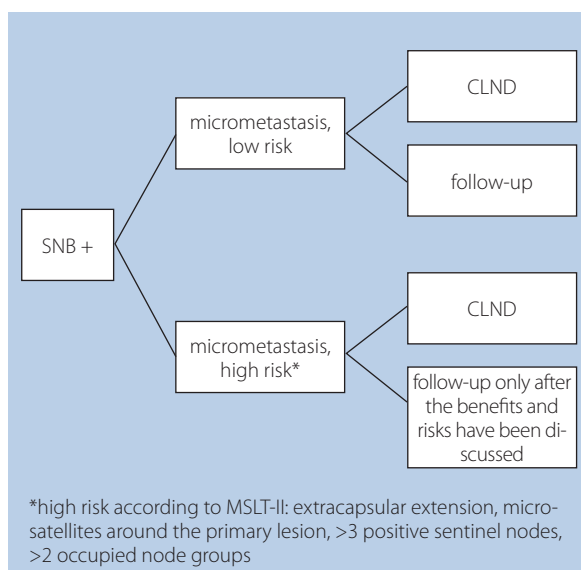 CLND
micrometastasis,
low risk
follow-up
SNB +
CLND
micrometastasis,
high risk*
follow-up only after
the benefits and
risks have been di-
scussed
*high risk according to MSLT-II: extracapsular extension, micro-
satellites around the primary lesion, >3 positive sentinel nodes,
>2 occupied node groups